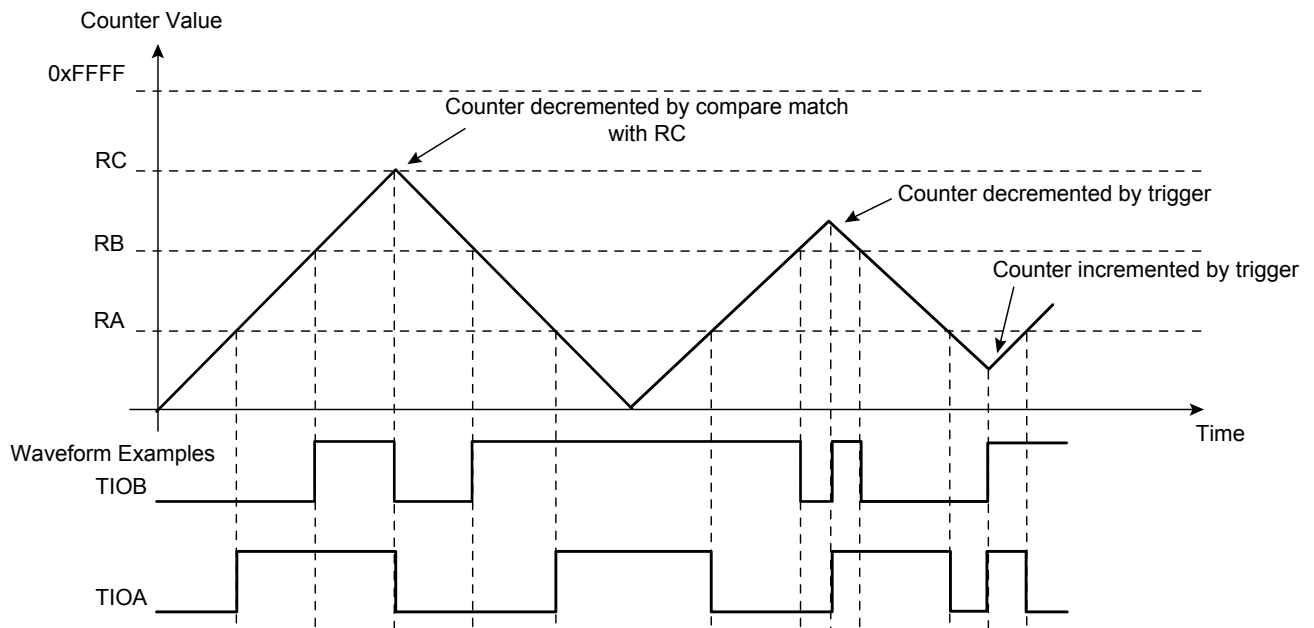 Counter Value
0xFFFF
Counter decremented by compare match
with RC
RC
Counter decremented by trigger
RB
Counter incremented by trigger
RA
Time
Waveform Examples
TIOB
TIOA